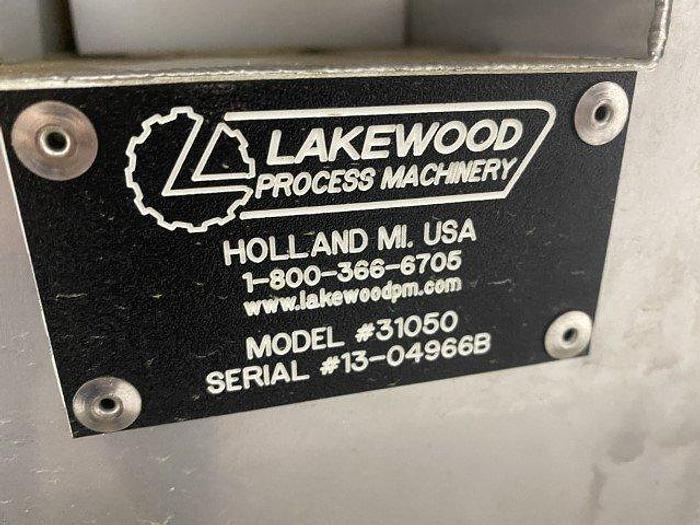 LAKEWOOD
PROCESS MACHINERY
HOLLAND MI. USA
1-800-366-6705
www.lakewoodpm.com
MODEL #31050
SERIAL #13-04966B